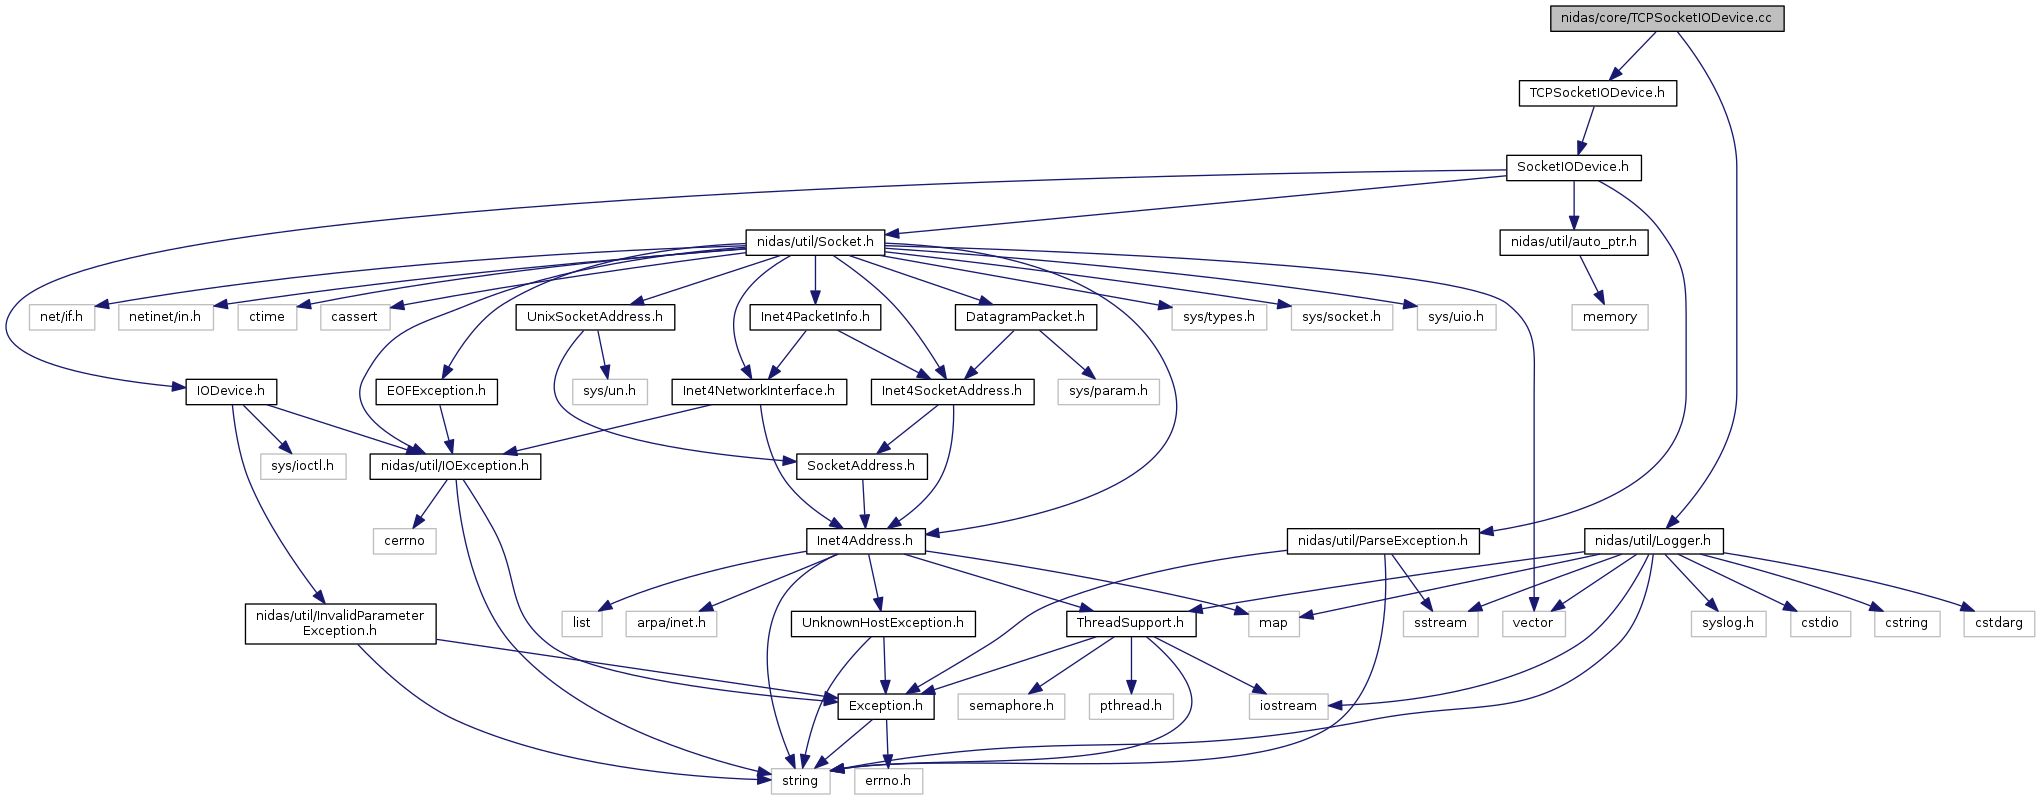 nidas/core/TCPSocketIODevice.cc
TCPSocketIODevice.h
SocketIODevice.h
nidas/util/Socket.h
nidas/util/auto_ptr.h
net/if.h
netinet/in.h
ctime
cassert
UnixSocketAddress.h
Inet4PacketInfo.h
DatagramPacket.h
sys/types.h
sys/socket.h
sys/uio.h
memory
IODevice.h
EOFException.h
sys/un.h
Inet4NetworkInterface.h
Inet4SocketAddress.h
sys/param.h
sys/ioctl.h
nidas/util/IOException.h
SocketAddress.h
cerrno
Inet4Address.h
nidas/util/ParseException.h
nidas/util/Logger.h
nidas/util/InvalidParameter
Exception.h
list
arpa/inet.h
UnknownHostException.h
ThreadSupport.h
map
sstream
vector
syslog.h
cstdio
cstring
cstdarg
Exception.h
semaphore.h
pthread.h
iostream
string
errno.h